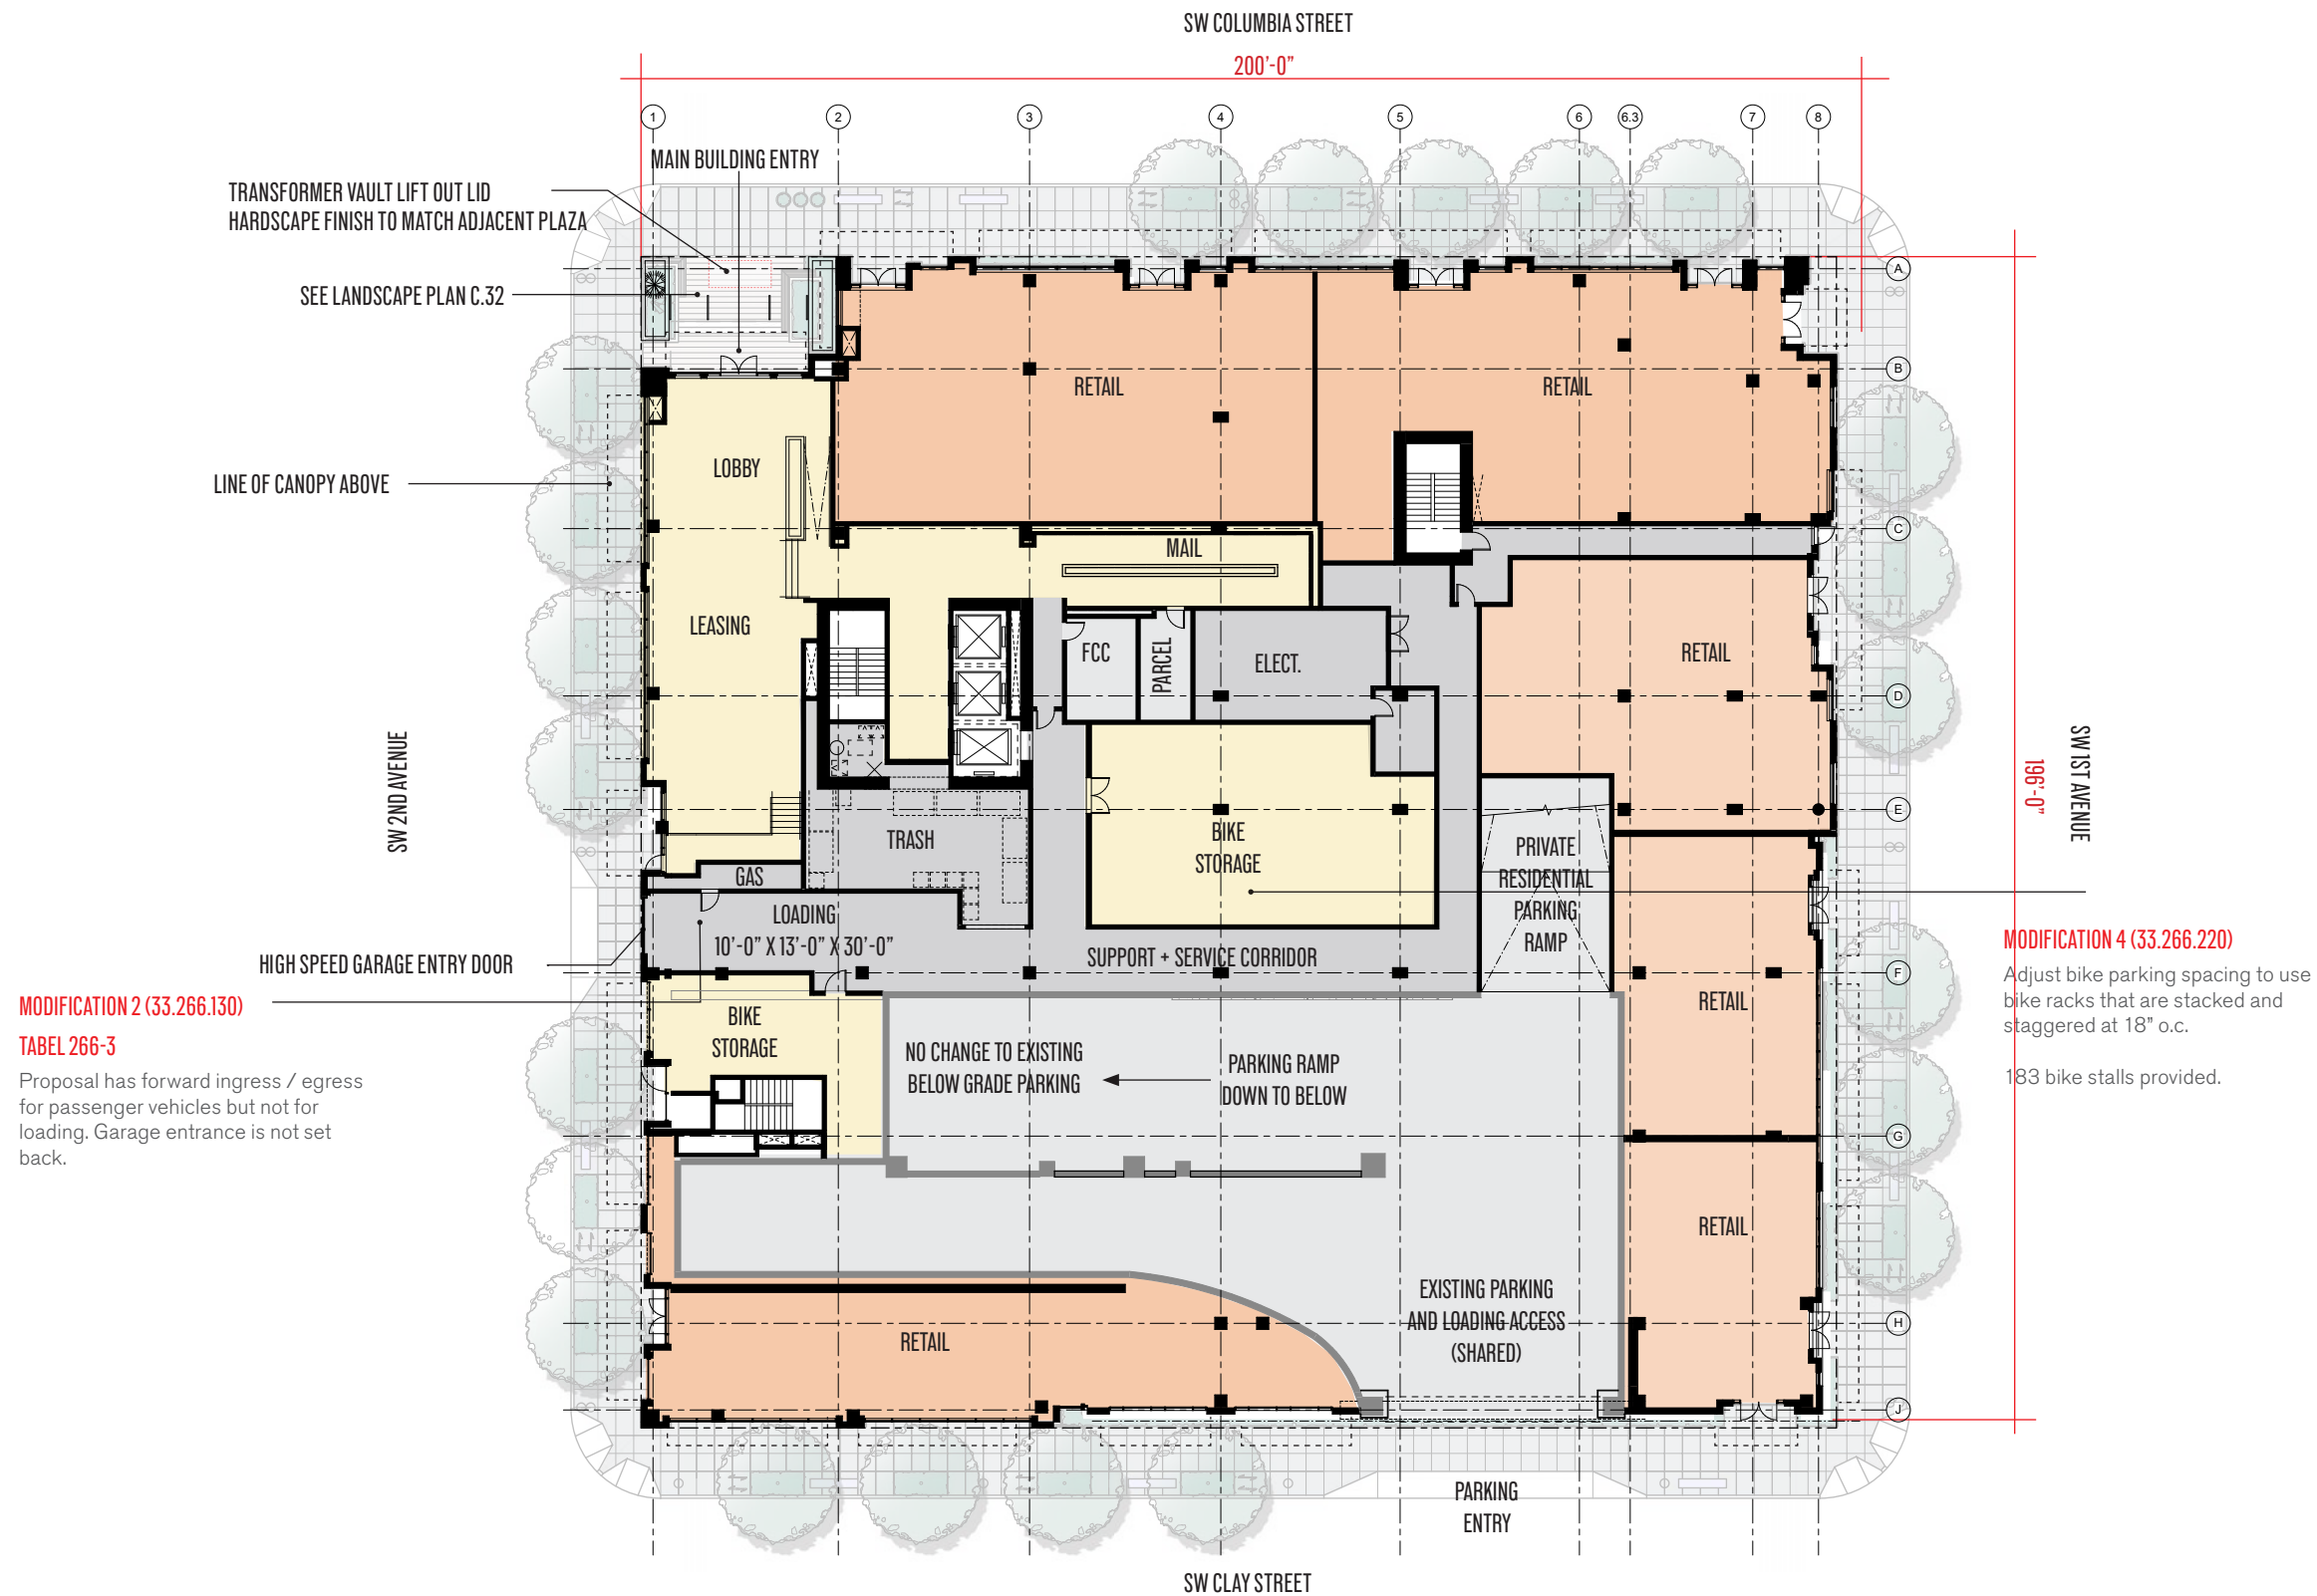 SW COLUMBIA STREET
200'-0"
1 2 3 4 5 6 6.3 7 8
MAIN BUILDING ENTRY
TRANSFORMER VAULT LIFT OUT LID
HARDSCAPE FINISH TO MATCH ADJACENT PLAZA
SEE LANDSCAPE PLAN C.32
LINE OF CANOPY ABOVE
HIGH SPEED GARAGE ENTRY DOOR
MODIFICATION 2 (33.266.130)
TABEL 266-3
Proposal has forward ingress / egress
for passenger vehicles but not for
loading. Garage entrance is not set
back.
SW 2ND AVENUE
A
B
C
D
E
F
G
H
J
RETAIL
RETAIL
LOBBY
MAIL
LEASING
FCC
PARCEL
ELECT.
RETAIL
TRASH
BIKE
STORAGE
PRIVATE
RESIDENTIAL
PARKING
RAMP
GAS
LOADING
10'-0" X 13'-0" X 30'-0"
SUPPORT + SERVICE CORRIDOR
RETAIL
BIKE
STORAGE
NO CHANGE TO EXISTING
BELOW GRADE PARKING
PARKING RAMP
DOWN TO BELOW
RETAIL
EXISTING PARKING
AND LOADING ACCESS
(SHARED)
RETAIL
196'-0"
SW 1ST AVENUE
MODIFICATION 4 (33.266.220)
Adjust bike parking spacing to use
bike racks that are stacked and
staggered at 18" o.c.
183 bike stalls provided.
PARKING
ENTRY
SW CLAY STREET